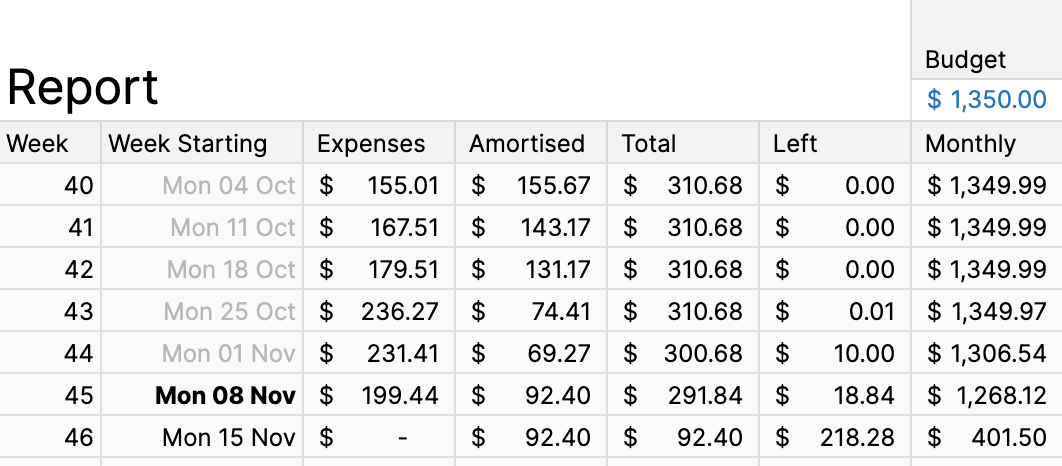 Budget
Report
$ 1,350.00
Week Week Starting Expenses Amortised Total Left Monthly
40 Mon 04 Oct $ 155.01 $ 155.67 $ 310.68 $ 0.00 $ 1,349.99
41 Mon 11 Oct $ 167.51 $ 143.17 $ 310.68 $ 0.00 $ 1,349.99
42 Mon 18 Oct $ 179.51 $ 131.17 $ 310.68 $ 0.00 $ 1,349.99
43 Mon 25 Oct $ 236.27 $ 74.41 $ 310.68 $ 0.01 $ 1,349.97
44 Mon 01 Nov $ 231.41 $ 69.27 $ 300.68 $ 10.00 $ 1,306.54
45 Mon 08 Nov $ 199.44 $ 92.40 $ 291.84 $ 18.84 $ 1,268.12
46 Mon 15 Nov $ - $ 92.40 $ 92.40 $ 218.28 $ 401.50